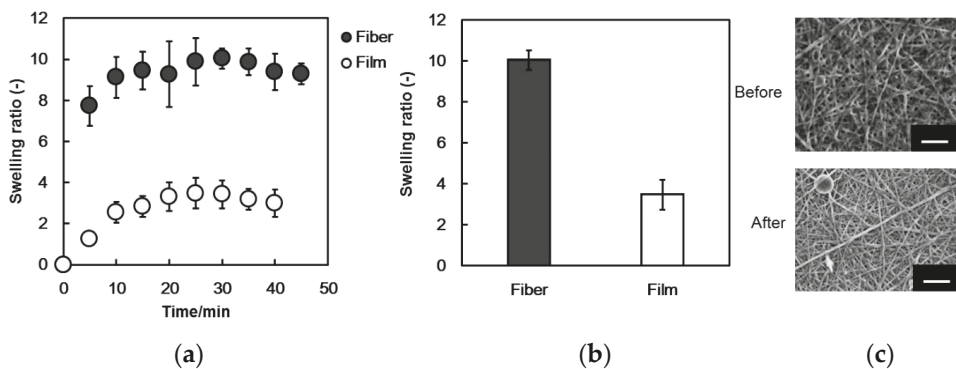 Swelling ratio (-)
12
10
8
6
4
2
0
0 10 20 30 40 50
Time/min
Fiber
Film
(a)
Swelling ratio (-)
12
10
8
6
4
2
0
Fiber Film
(b)
Before
After
(c)